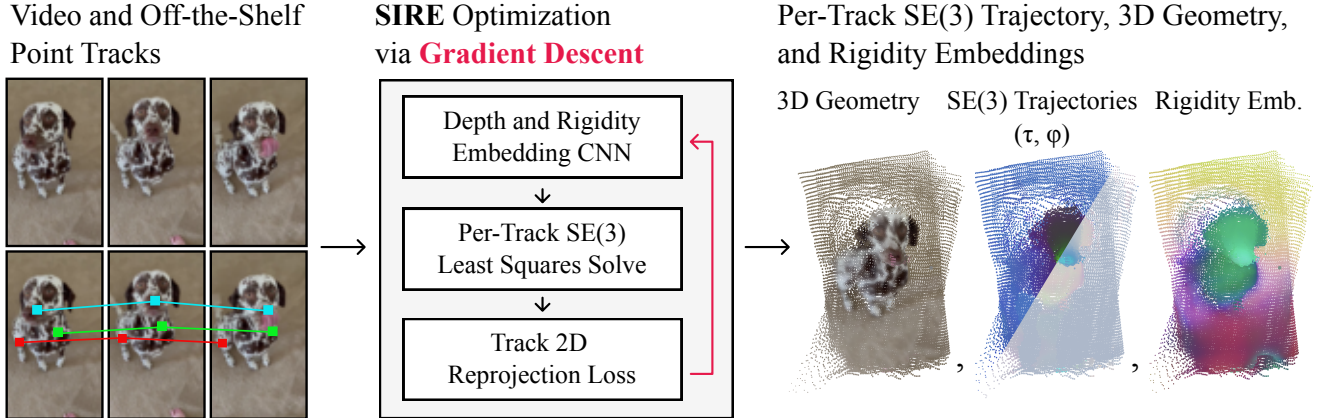 Video and Off-the-Shelf
Point Tracks
SIRE Optimization
via Gradient Descent
Depth and Rigidity
Embedding CNN
Per-Track SE(3)
Least Squares Solve
Track 2D
Reprojection Loss
Per-Track SE(3) Trajectory, 3D Geometry,
and Rigidity Embeddings
3D Geometry
SE(3) Trajectories
(τ, φ)
Rigidity Emb.
, ,